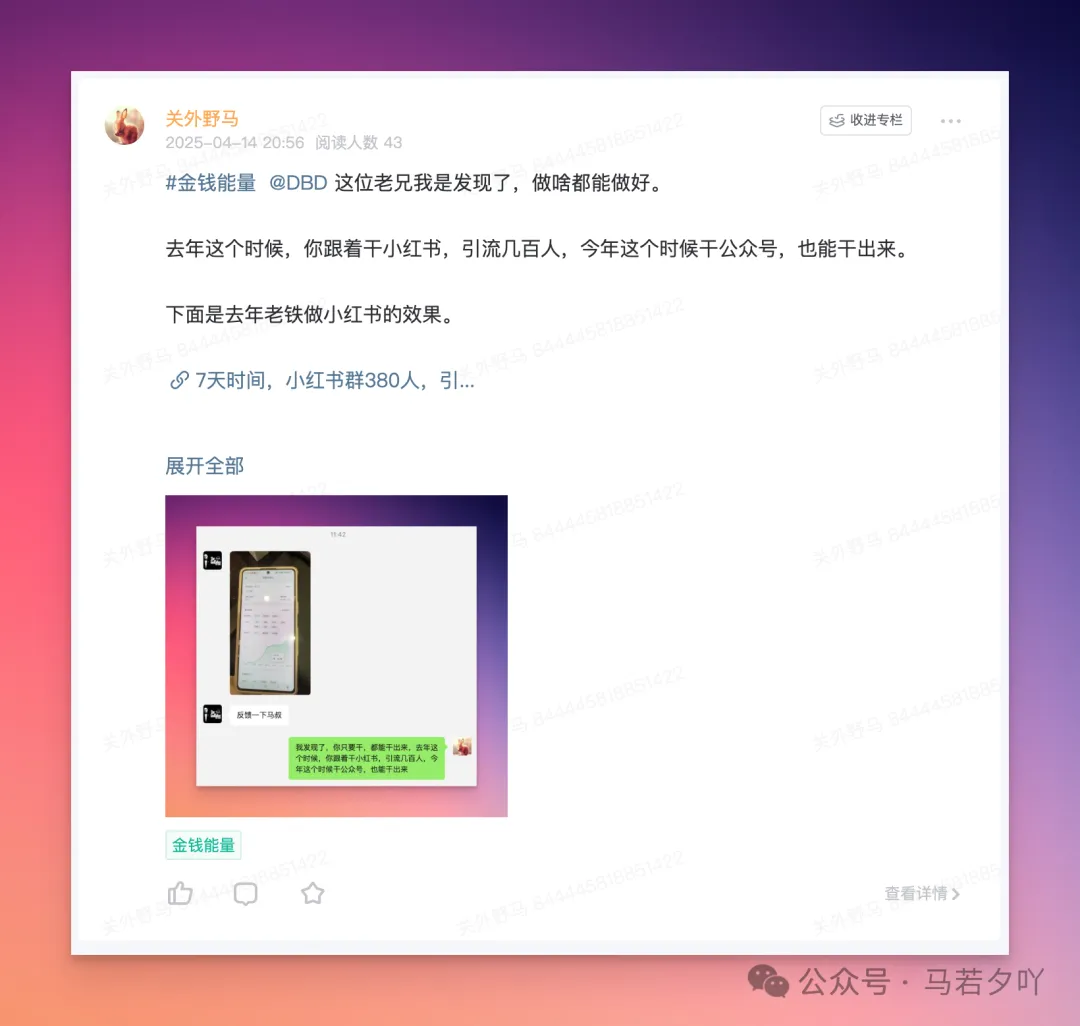 关外野马
2025-04-14 20:56 阅读人数 43
收进专栏
#金钱能量 @DBD 这位老兄我是发现了，做啥都能做好。
去年这个时候，你跟着干小红书，引流几百人，今年这个时候干公众号，也能干出来。
下面是去年老铁做小红书的效果。
7天时间，小红书群380人，引...
展开全部
11:42
反馈一下马叔
我发现了，你只要干，都能干出来，去年这
个时候，你跟着干小红书，引流几百人，今
年这个时候干公众号，也能干出来
金钱能量
查看详情
关外野马 84444581885142​2
公众号 · 马若夕吖